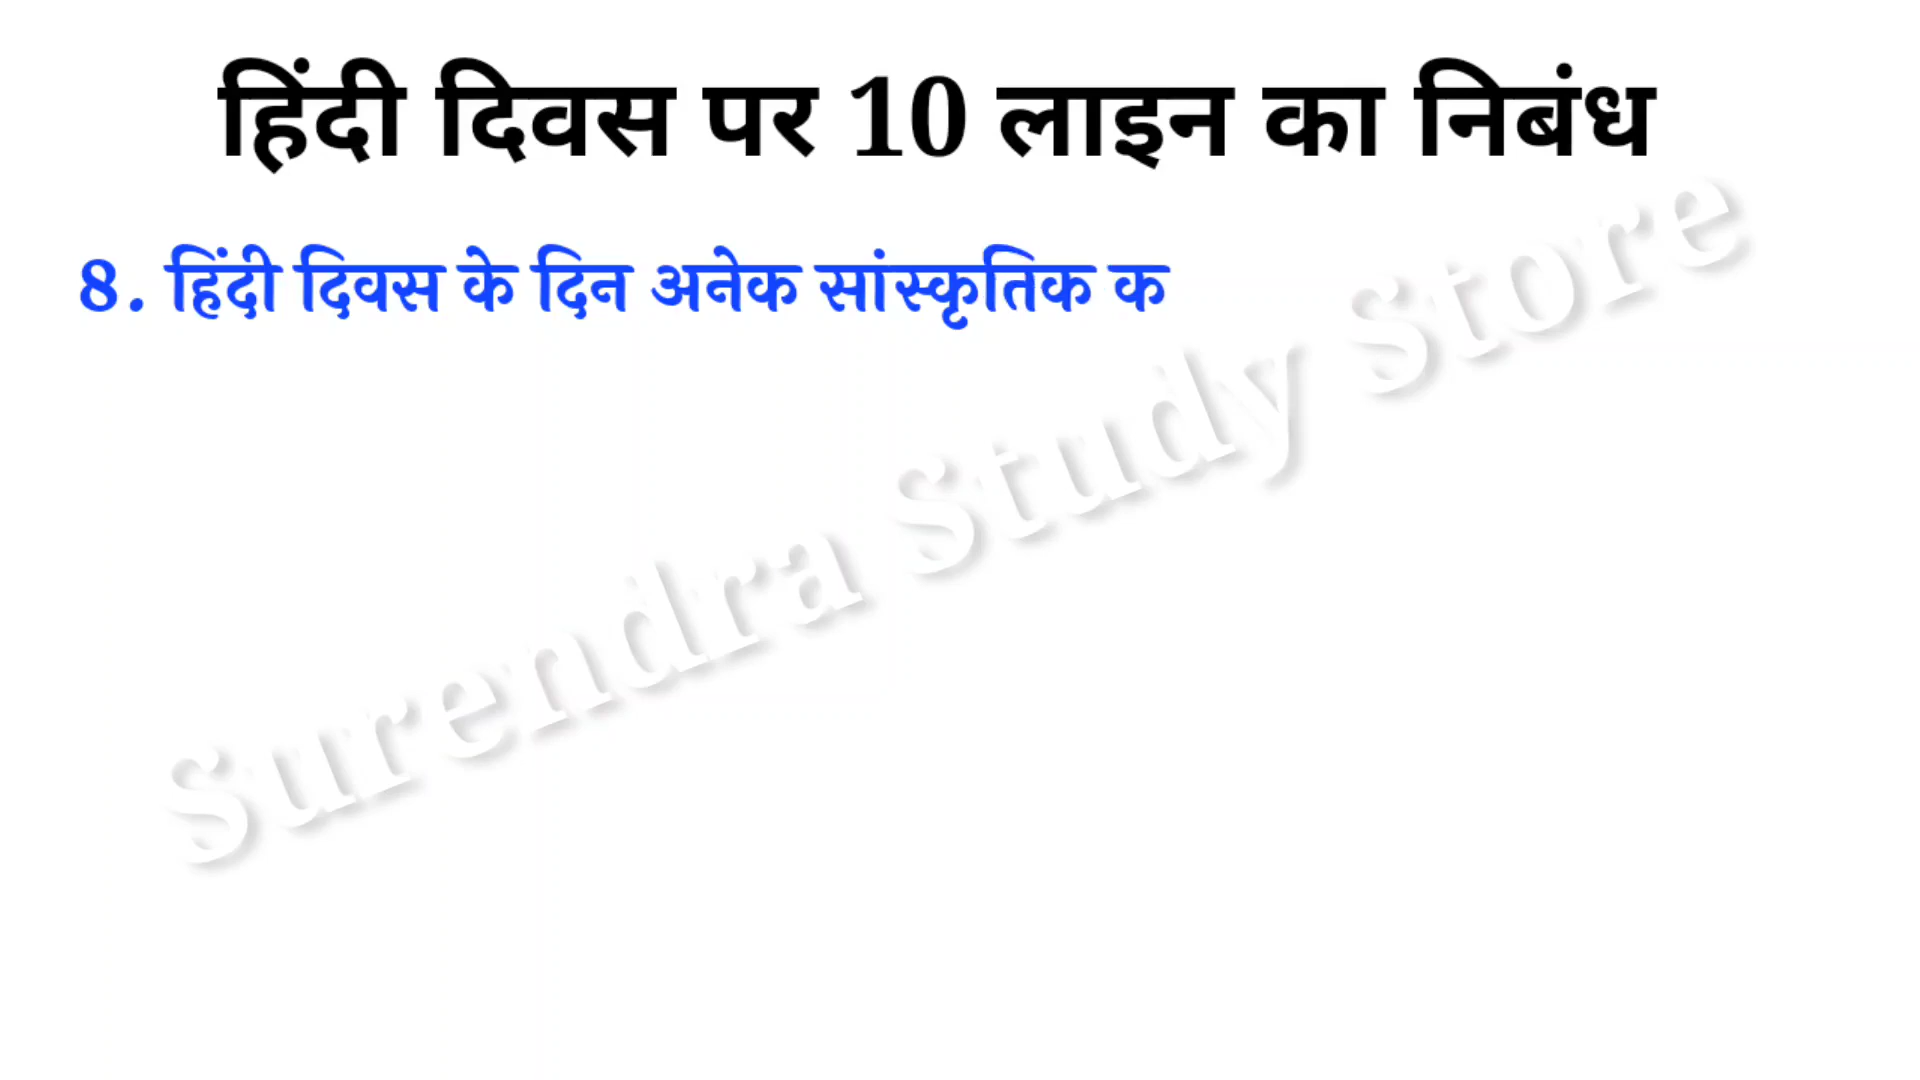 हिंदी दिवस पर 10 लाइन का निबंध
8. हिंदी दिवस के दिन अनेक सांस्कृतिक क
Surendra Study Store